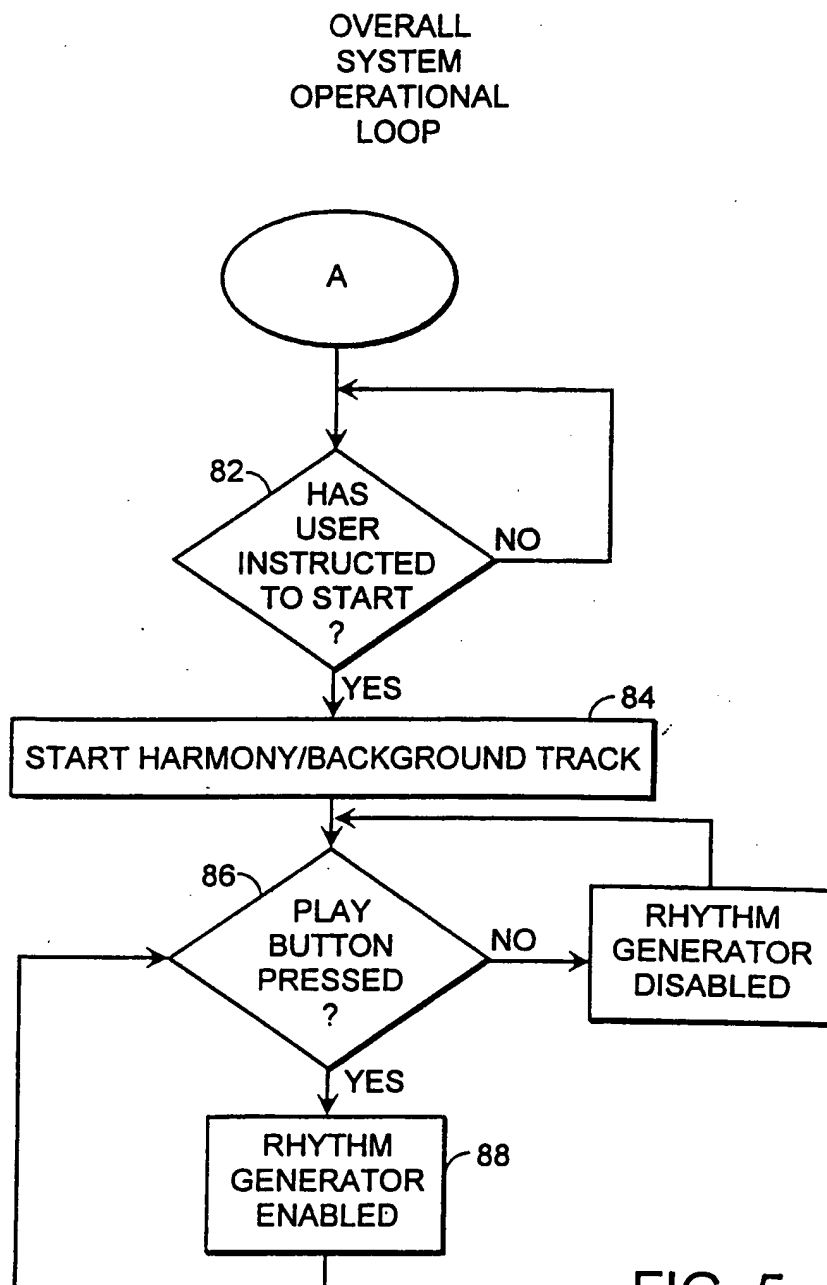 OVERALL
SYSTEM
OPERATIONAL
LOOP
A
82
HAS
USER
INSTRUCTED
TO START
?
NO
YES
84
START HARMONY/BACKGROUND TRACK
86
PLAY
BUTTON
PRESSED
?
NO
RHYTHM
GENERATOR
DISABLED
YES
RHYTHM
GENERATOR
ENABLED
88
FIG. 5